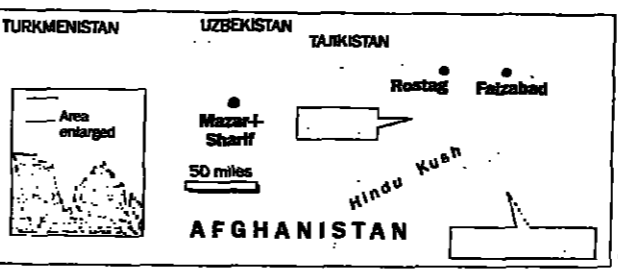 TURKMENISTAN
UZBEKISTAN
TAJIKISTAN
Rostag
Faizabad
Area
enlarged
Mazar-i-
Sharif
50 miles
Hindu Kush
AFGHANISTAN